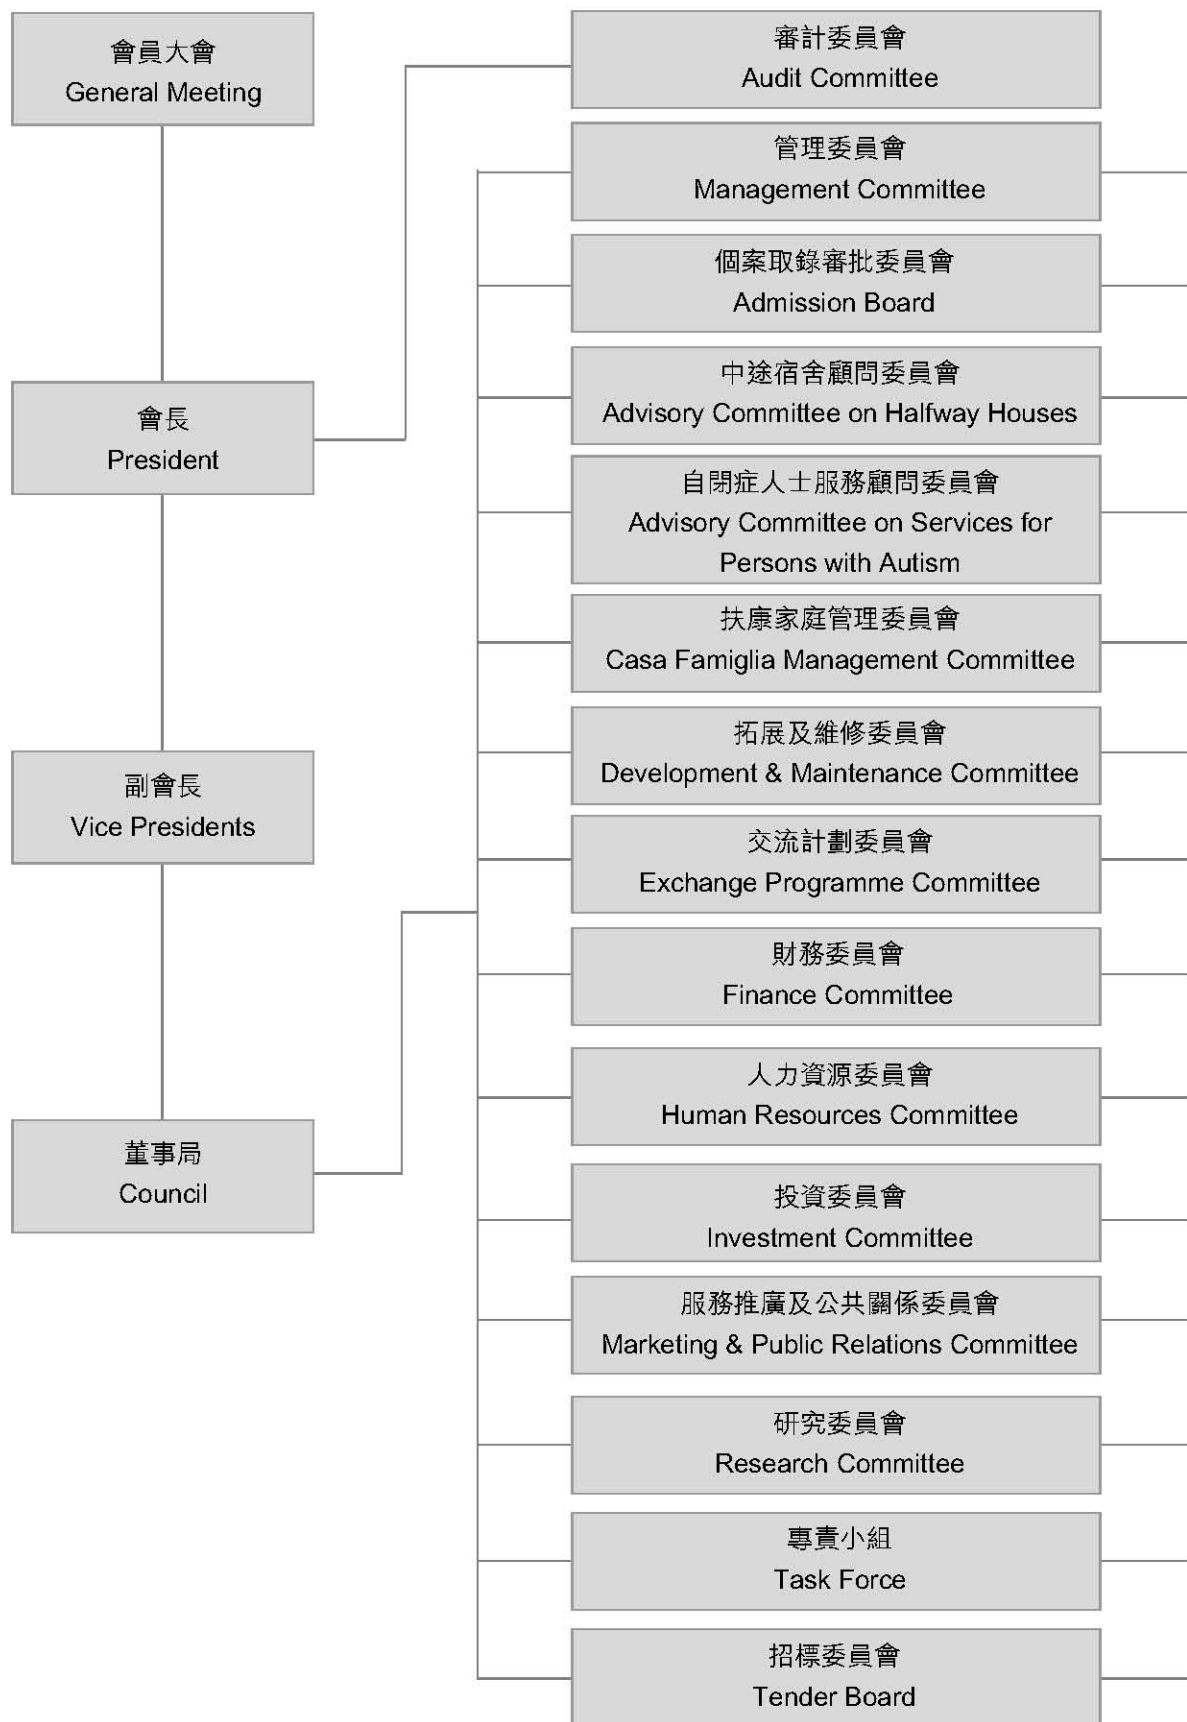 會員大會
General Meeting
會長
President
副會長
Vice Presidents
董事局
Council
審計委員會
Audit Committee
管理委員會
Management Committee
個案取錄審批委員會
Admission Board
中途宿舍顧問委員會
Advisory Committee on Halfway Houses
自閉症人士服務顧問委員會
Advisory Committee on Services for
Persons with Autism
扶康家庭管理委員會
Casa Famiglia Management Committee
拓展及維修委員會
Development & Maintenance Committee
交流計劃委員會
Exchange Programme Committee
財務委員會
Finance Committee
人力資源委員會
Human Resources Committee
投資委員會
Investment Committee
服務推廣及公共關係委員會
Marketing & Public Relations Committee
研究委員會
Research Committee
專責小組
Task Force
招標委員會
Tender Board